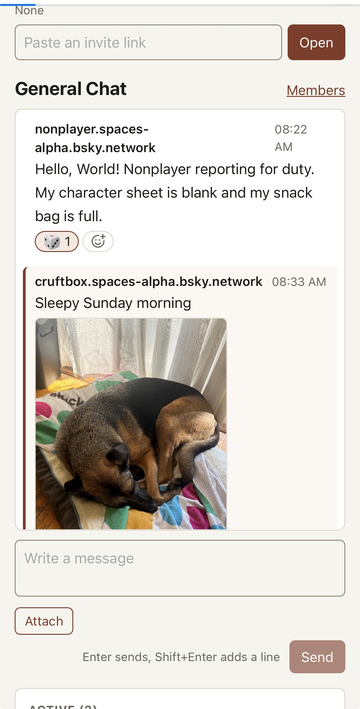 None
Paste an invite link
Open
General Chat
Members
nonplayer.spaces-
alpha.bsky.network
08:22
AM
Hello, World! Nonplayer reporting for duty.
My character sheet is blank and my snack
bag is full.
🎲 1
cruftbox.spaces-alpha.bsky.network 08:33 AM
Sleepy Sunday morning
Write a message
Attach
Enter sends, Shift+Enter adds a line
Send